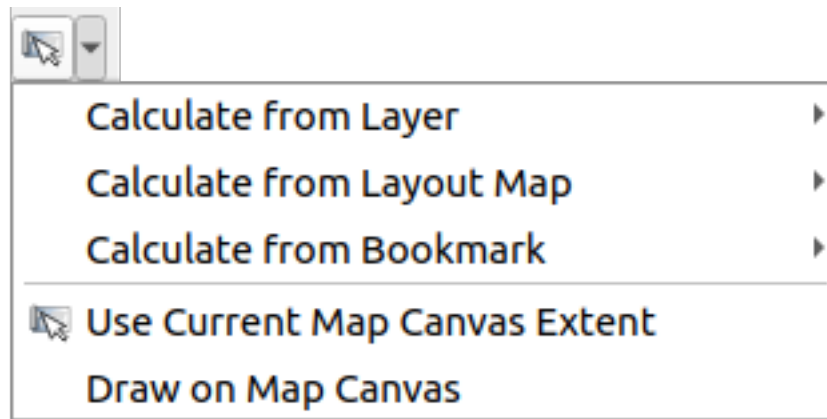 Calculate from Layer
Calculate from Layout Map
Calculate from Bookmark
Use Current Map Canvas Extent
Draw on Map Canvas